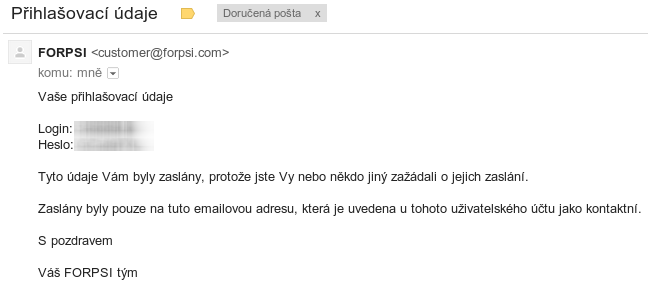 Přihlašovací údaje
Doručená pošta x
FORPSI <customer@forpsi.com>
komu: mně
Vaše přihlašovací údaje
Login:
Heslo:
Tyto údaje Vám byly zaslány, protože jste Vy nebo někdo jiný zažádali o jejich zaslání.
Zaslány byly pouze na tuto emailovou adresu, která je uvedena u tohoto uživatelského účtu jako kontaktní.
S pozdravem
Váš FORPSI tým